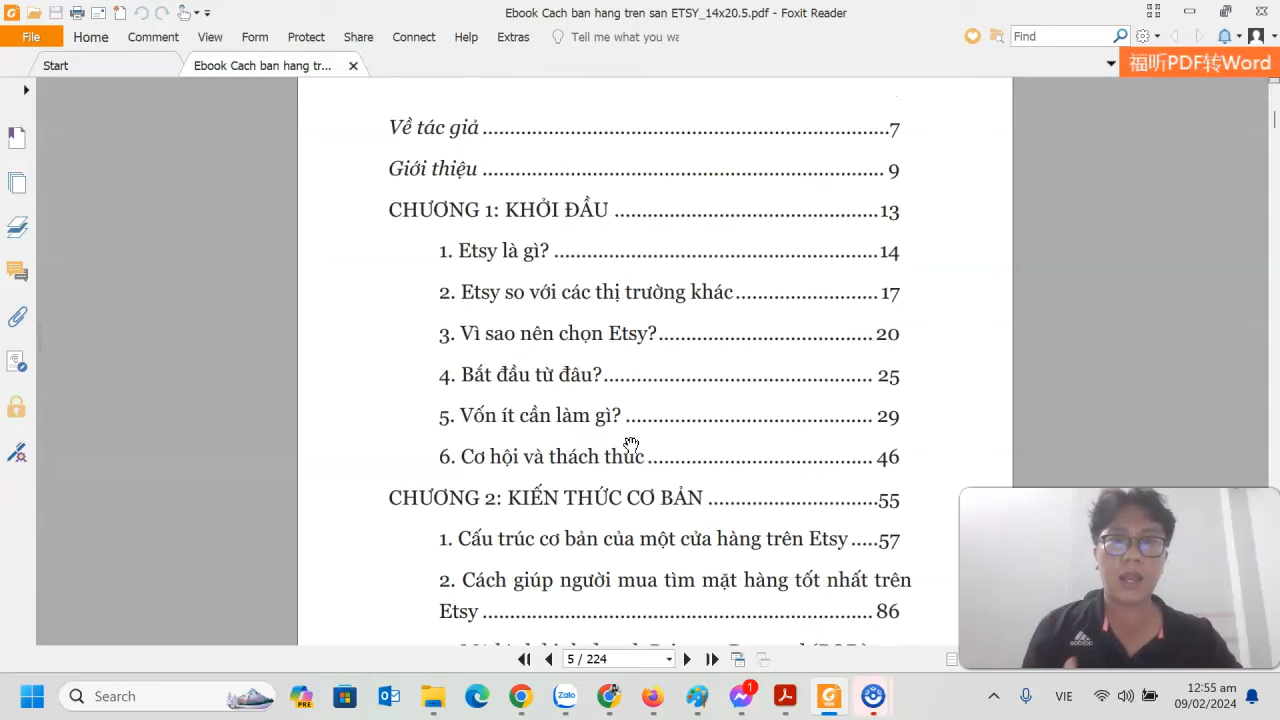 Ebook Cach ban hang tren san ETSY_14x20.5.pdf - Foxit Reader
File Home Comment View Form Protect Share Connect Help Extras Tell me what you wa Find
Start Ebook Cach ban hang tr... 福昕PDF转Word
Về tác giả 7
Giới thiệu 9
CHƯƠNG 1: KHỞI ĐẦU 13
1. Etsy là gì? 14
2. Etsy so với các thị trường khác 17
3. Vì sao nên chọn Etsy? 20
4. Bắt đầu từ đâu? 25
5. Vốn ít cần làm gì? 29
6. Cơ hội và thách thức 46
CHƯƠNG 2: KIẾN THỨC CƠ BẢN 55
1. Cấu trúc cơ bản của một cửa hàng trên Etsy 57
2. Cách giúp người mua tìm mặt hàng tốt nhất trên
Etsy 86
adidas
5 / 224
Search PRE Zalo 1 PDF VIE 12:55 am
09/02/2024